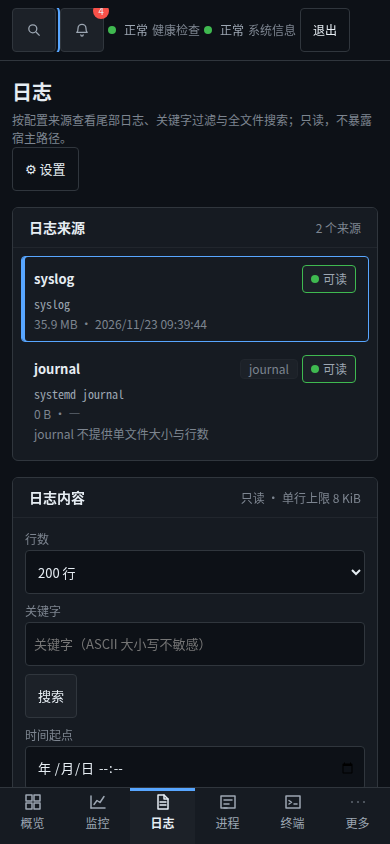 4
正常 健康检查 正常 系统信息 退出
日志
按配置来源查看尾部日志、关键字过滤与全文件搜索；只读，不暴露
宿主路径。
⚙ 设置
日志来源 2 个来源
syslog 可读
syslog
35.9 MB · 2026/11/23 09:39:44
journal journal 可读
systemd journal
0 B · —
journal 不提供单文件大小与行数
日志内容 只读 · 单行上限 8 KiB
行数
200 行
关键字
关键字（ASCII 大小写不敏感）
搜索
时间起点
年 /月/日 --:--
概览 监控 日志 进程 终端 更多